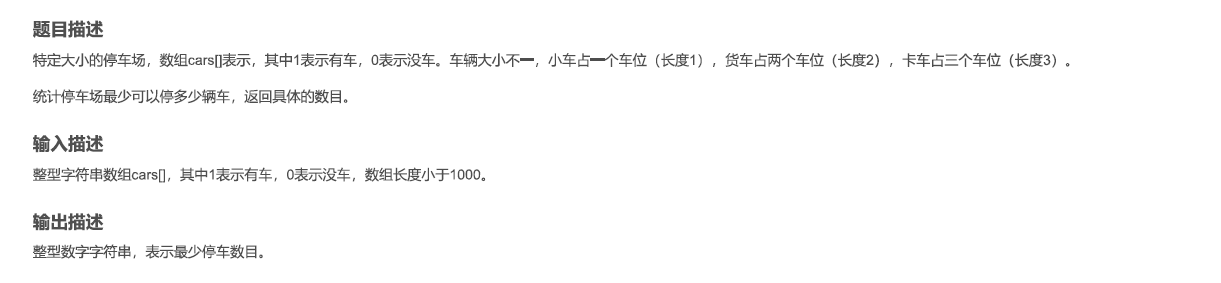 题目描述
特定大小的停车场，数组cars[]表示，其中1表示有车，0表示没车。车辆大小不一，小车占一个车位（长度1），货车占两个车位（长度2），卡车占三个车位（长度3）。
统计停车场最少可以停多少辆车，返回具体的数目。
输入描述
整型字符串数组cars[]，其中1表示有车，0表示没车，数组长度小于1000。
输出描述
整型数字字符串，表示最少停车数目。